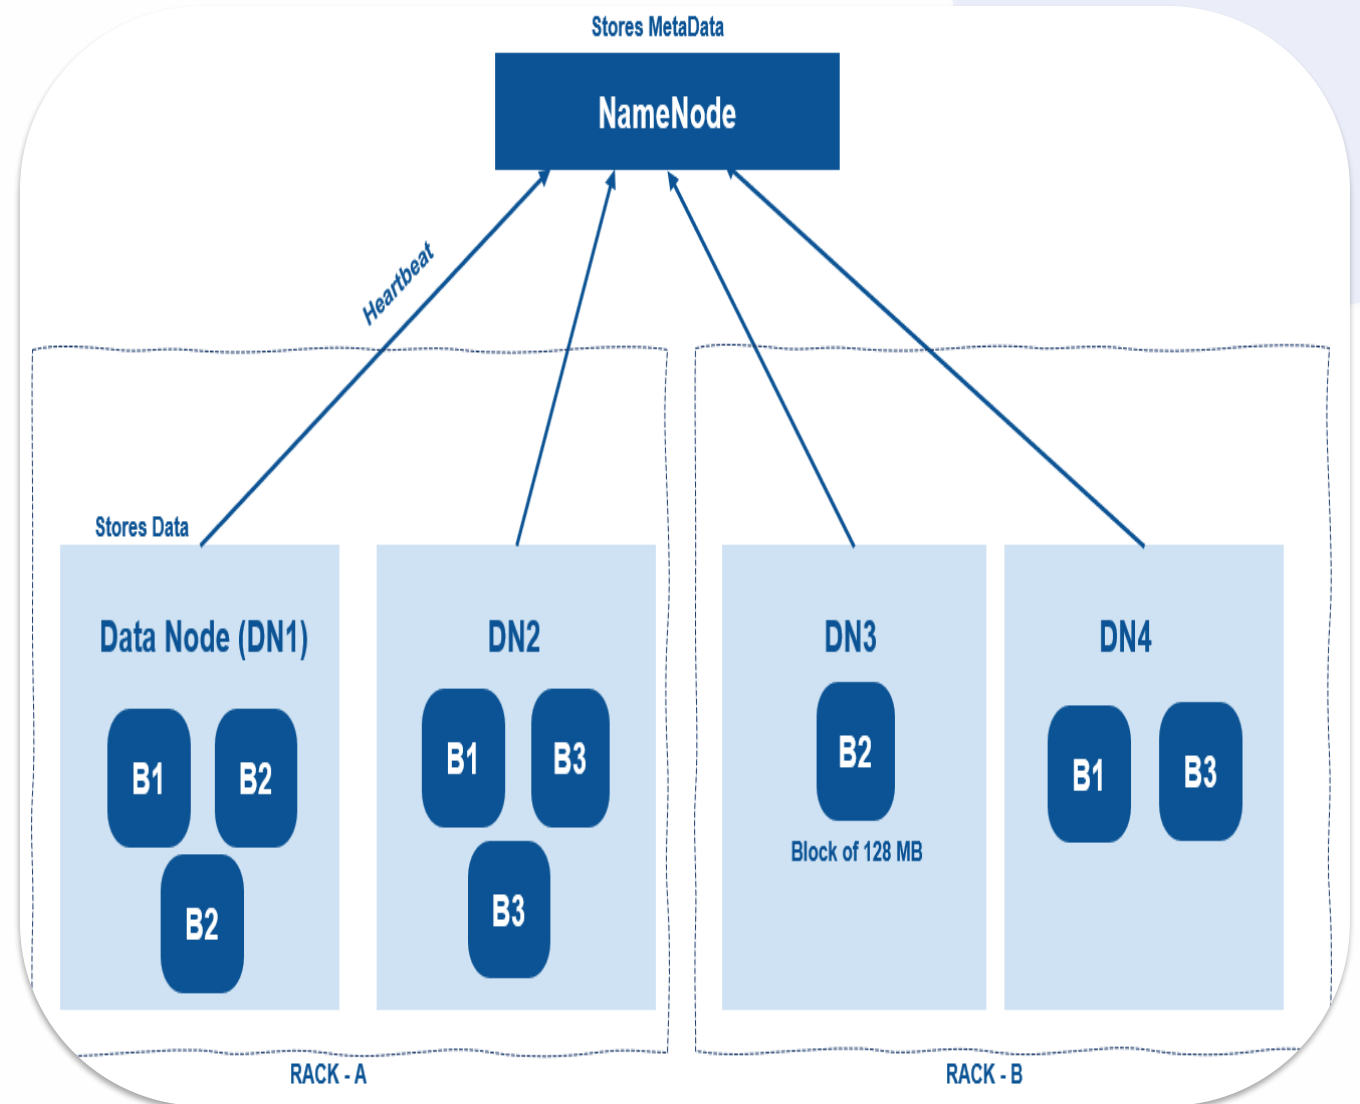 Stores MetaData
NameNode
Heartbeat
Stores Data
Data Node (DN1)
B1
B2
B2
DN2
B1
B3
B3
DN3
B2
Block of 128 MB
DN4
B1
B3
RACK - A
RACK - B